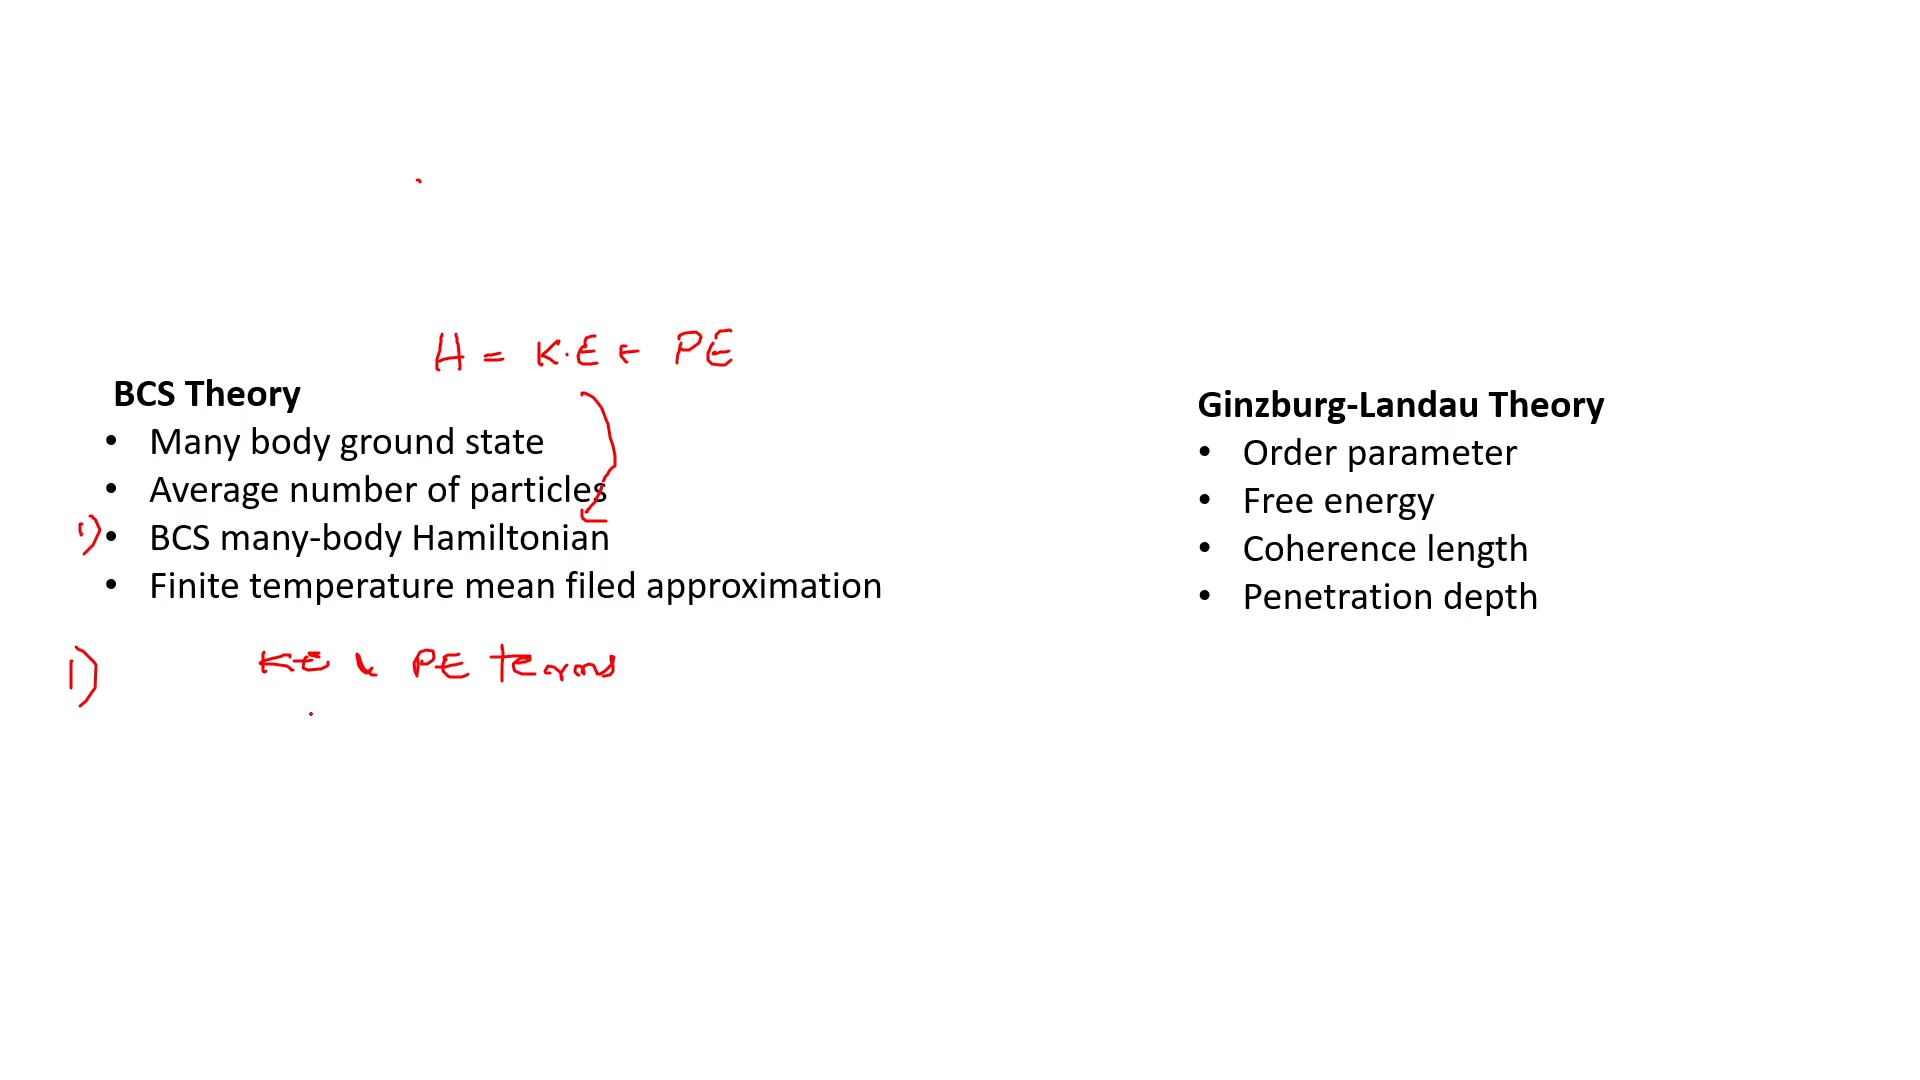 H = K.E + PE
BCS Theory
• Many body ground state
• Average number of particles
1) • BCS many-body Hamiltonian
• Finite temperature mean filed approximation
1) KE & PE terms
Ginzburg-Landau Theory
• Order parameter
• Free energy
• Coherence length
• Penetration depth